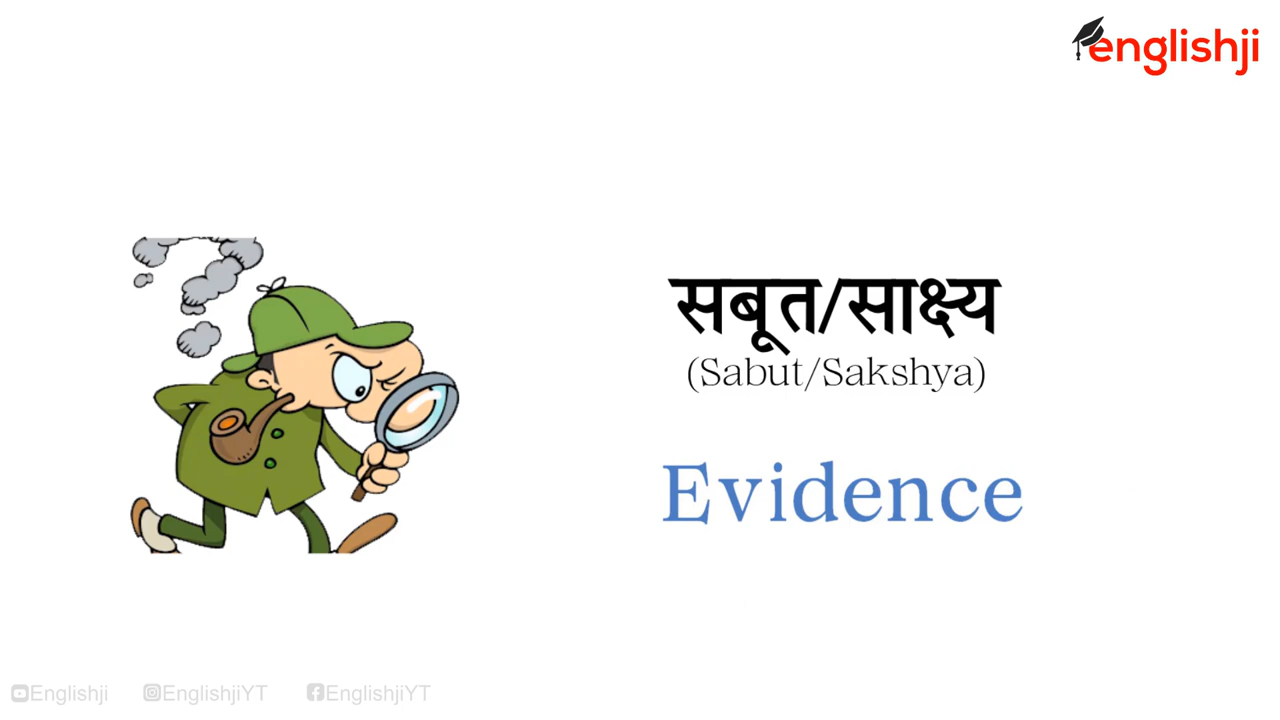 englishji
सबूत/साक्ष्य
(Sabut/Sakshya)
Evidence
Englishji EnglishjiYT EnglishjiYT